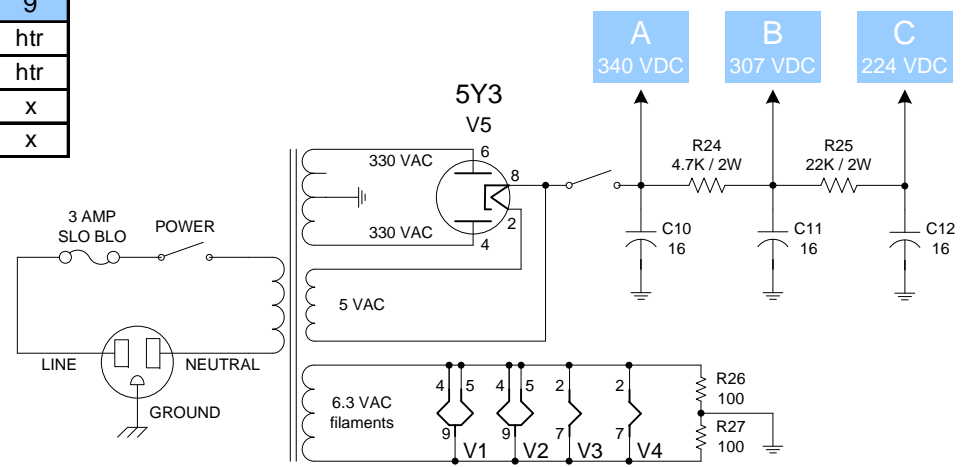 9
htr
htr
x
x
A
340 VDC
B
307 VDC
C
224 VDC
5Y3
V5
330 VAC
6
8
2
330 VAC
4
R24
4.7K / 2W
R25
22K / 2W
C10
16
C11
16
C12
16
3 AMP
SLO BLO
POWER
5 VAC
LINE
NEUTRAL
GROUND
6.3 VAC
filaments
4
5
9
V1
4
5
9
V2
2
7
V3
2
7
V4
R26
100
R27
100